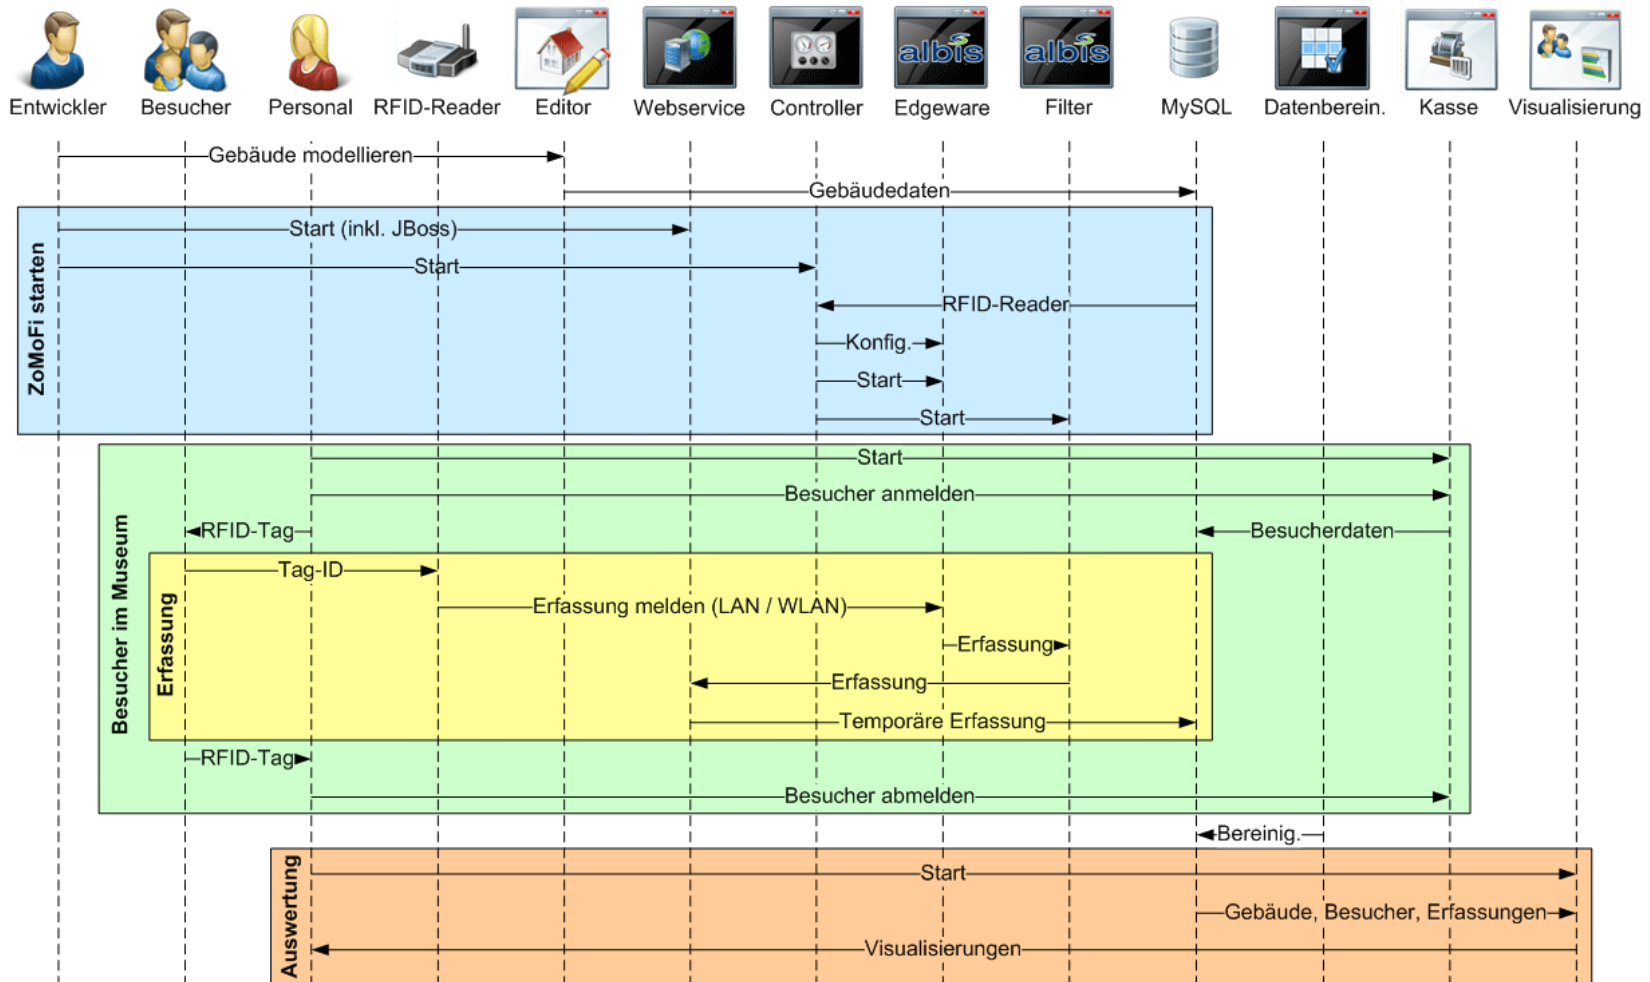 albis
albis
Entwickler
Besucher
Personal
RFID-Reader
Editor
Webservice
Controller
Edgeware
Filter
MySQL
Datenberein.
Kasse
Visualisierung
Gebäude modellieren
Gebäudedaten
ZoMoFi starten
Start (inkl. JBoss)
Start
RFID-Reader
Konfig.
Start
Start
Besucher im Museum
Start
Besucher anmelden
RFID-Tag
Besucherdaten
Erfassung
Tag-ID
Erfassung melden (LAN / WLAN)
Erfassung
Erfassung
Temporäre Erfassung
RFID-Tag
Besucher abmelden
Bereinig.
Auswertung
Start
Gebäude, Besucher, Erfassungen
Visualisierungen